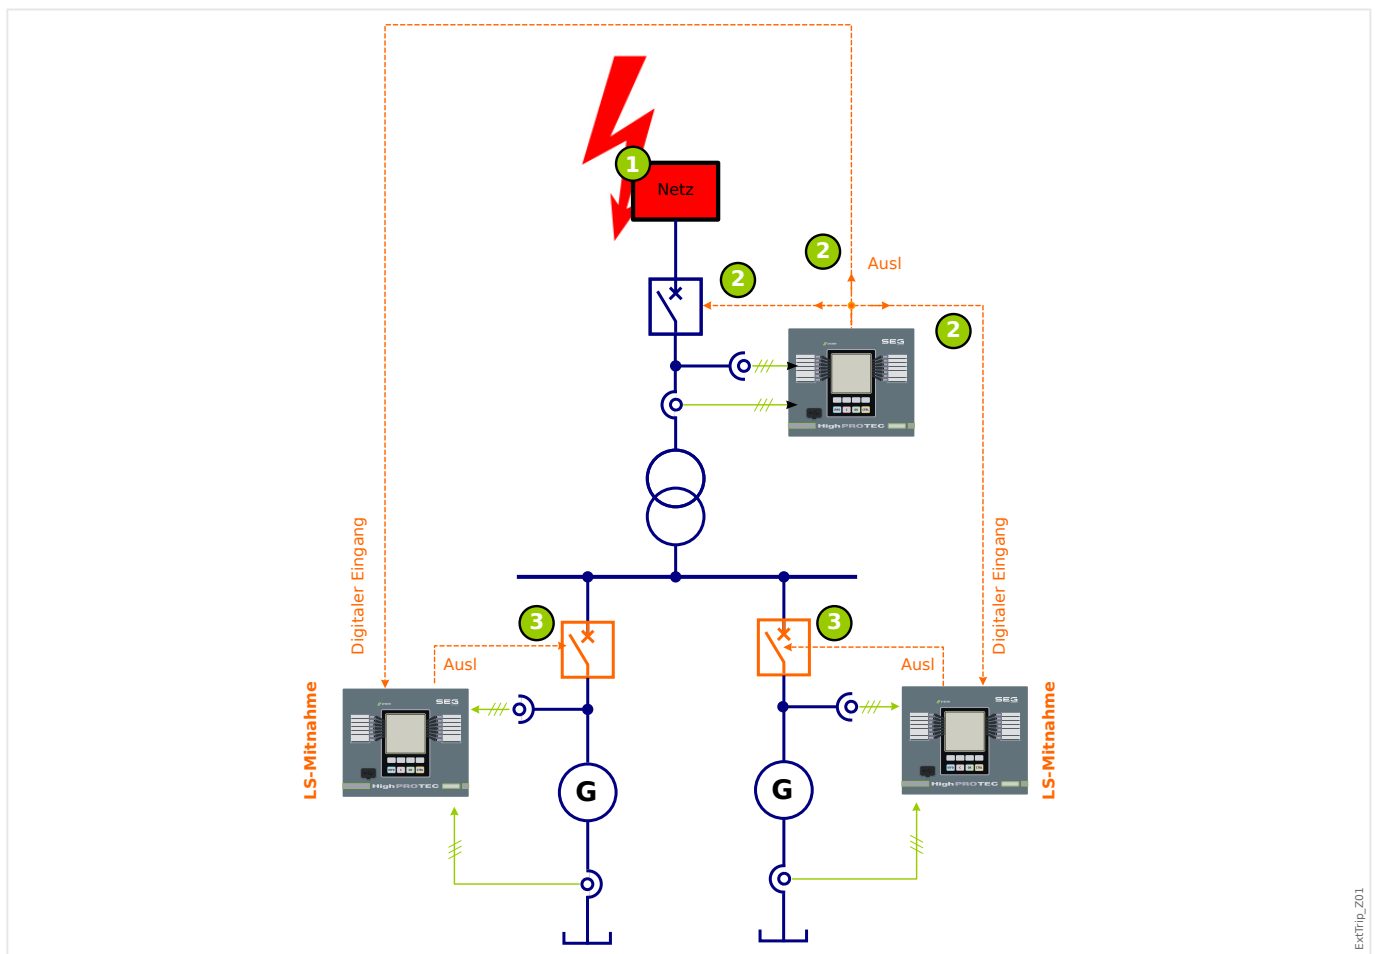 1
Netz
2
Ausl
2
2
SEG
HighPROTEC
Digitaler Eingang
Digitaler Eingang
3
3
Ausl
Ausl
LS-Mitnahme
SEG
HighPROTEC
SEG
HighPROTEC
LS-Mitnahme
G
G
ExtTrip_Z01